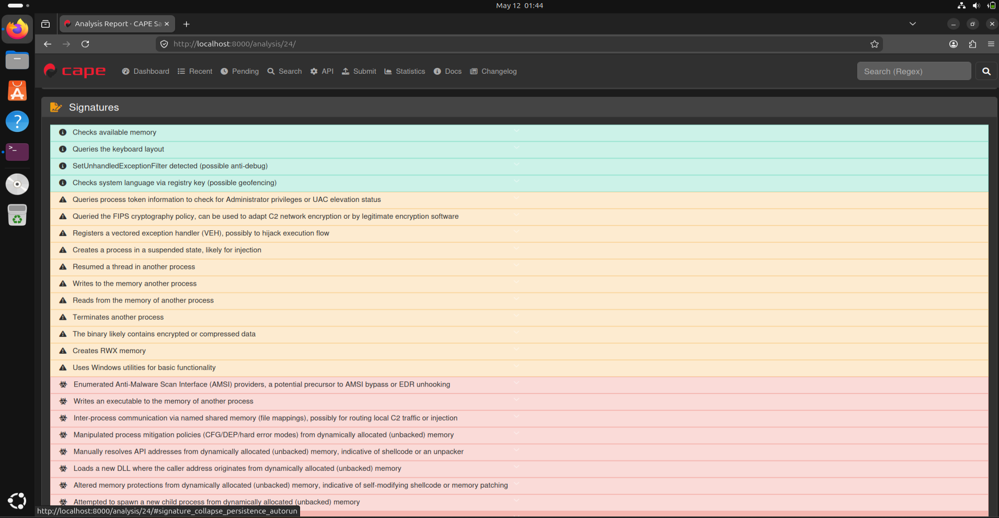 May 12 01:44
Analysis Report · CAPE Sa
http://localhost:8000/analysis/24/
cape
Dashboard
Recent
Pending
Search
API
Submit
Statistics
Docs
Changelog
Search (Regex)
Signatures
Checks available memory
Queries the keyboard layout
SetUnhandledExceptionFilter detected (possible anti-debug)
Checks system language via registry key (possible geofencing)
Queries process token information to check for Administrator privileges or UAC elevation status
Queried the FIPS cryptography policy, can be used to adapt C2 network encryption or by legitimate encryption software
Registers a vectored exception handler (VEH), possibly to hijack execution flow
Creates a process in a suspended state, likely for injection
Resumed a thread in another process
Writes to the memory another process
Reads from the memory of another process
Terminates another process
The binary likely contains encrypted or compressed data
Creates RWX memory
Uses Windows utilities for basic functionality
Enumerated Anti-Malware Scan Interface (AMSI) providers, a potential precursor to AMSI bypass or EDR unhooking
Writes an executable to the memory of another process
Inter-process communication via named shared memory (file mappings), possibly for routing local C2 traffic or injection
Manipulated process mitigation policies (CFG/DEP/hard error modes) from dynamically allocated (unbacked) memory
Manually resolves API addresses from dynamically allocated (unbacked) memory, indicative of shellcode or an unpacker
Loads a new DLL where the caller address originates from dynamically allocated (unbacked) memory
Altered memory protections from dynamically allocated (unbacked) memory, indicative of self-modifying shellcode or memory patching
Attempted to spawn a new child process from dynamically allocated (unbacked) memory
http://localhost:8000/analysis/24/#signature_collapse_persistence_autorun